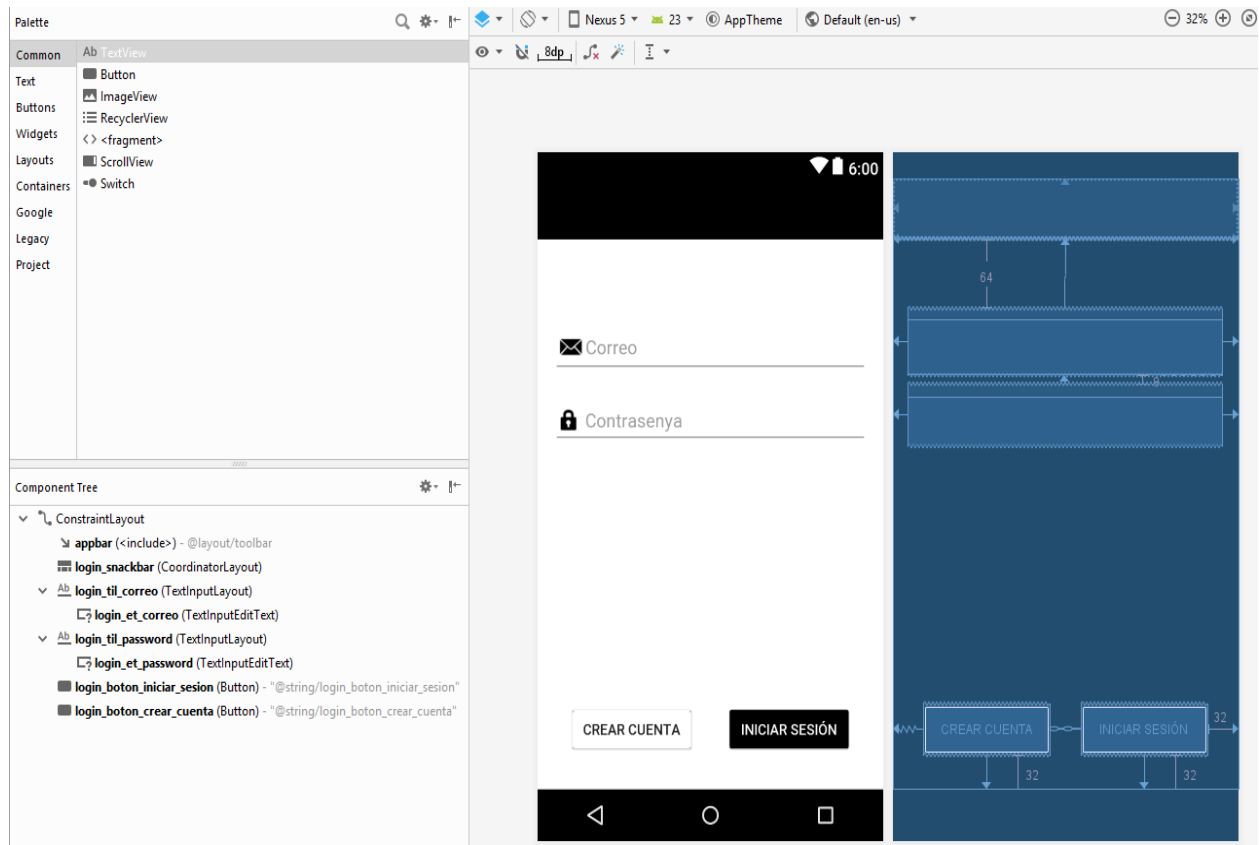 Palette
Common
Text
Buttons
Widgets
Layouts
Containers
Google
Legacy
Project
Ab TextView
Button
ImageView
RecyclerView
<fragment>
ScrollView
Switch
Nexus 5 23 AppTheme Default (en-us) 32%
8dp
6:00
Correo
Contrasenya
CREAR CUENTA INICIAR SESIÓN
64
8
CREAR CUENTA INICIAR SESIÓN 32
32 32
Component Tree
ConstraintLayout
appbar (<include>) - @layout/toolbar
login_snackbar (CoordinatorLayout)
Ab login_til_correo (TextInputLayout)
login_et_correo (TextInputEditText)
Ab login_til_password (TextInputLayout)
login_et_password (TextInputEditText)
login_boton_iniciar_sesion (Button) - "@string/login_boton_iniciar_sesion"
login_boton_crear_cuenta (Button) - "@string/login_boton_crear_cuenta"